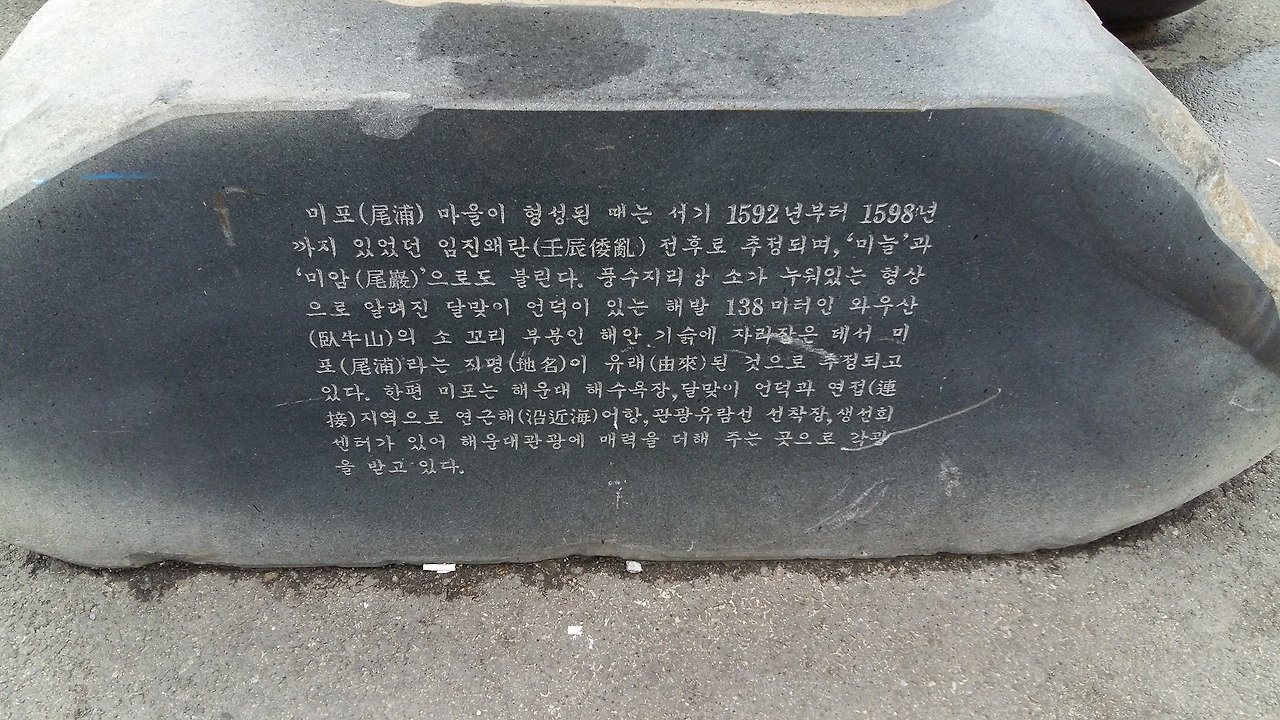 미포(尾浦) 마을이 형성된 때는 서기 1592년부터 1598년
까지 있었던 임진왜란(壬辰倭亂) 전후로 추정되며,‘미늘’과
‘미암(尾巖)’으로도 불린다. 풍수지리상 소가 누워있는 형상
으로 알려진 달맞이 언덕이 있는 해발 138미터인 와우산
(臥牛山)의 소 꼬리 부분인 해안 기슭에 자리잡은 데서 미
포(尾浦)라는 지명(地名)이 유래(由來)된 것으로 추정되고
있다. 한편 미포는 해운대 해수욕장,달맞이 언덕과 연접(連
接)지역으로 연근해(沿近海)어항,관광유람선 선착장,생선회
센터가 있어 해운대관광에 매력을 더해 주는 곳으로 각광
을 받고 있다.